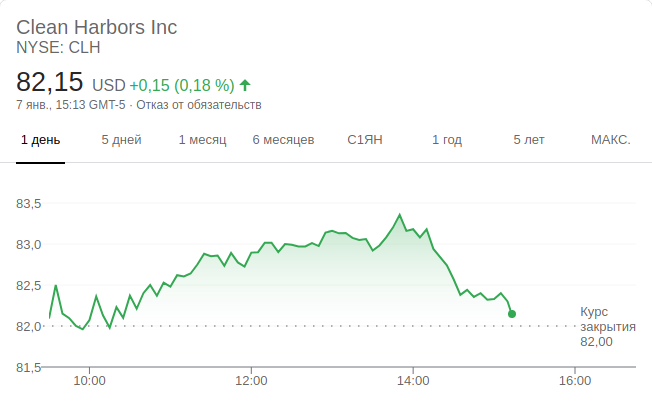 Clean Harbors Inc
NYSE: CLH
82,15 USD +0,15 (0,18 %)
7 янв., 15:13 GMT-5 · Отказ от обязательств
1 день 5 дней 1 месяц 6 месяцев С1ЯН 1 год 5 лет МАКС.
83,5
83,0
82,5
82,0
81,5
Курс
закрытия
82,00
10:00 12:00 14:00 16:00